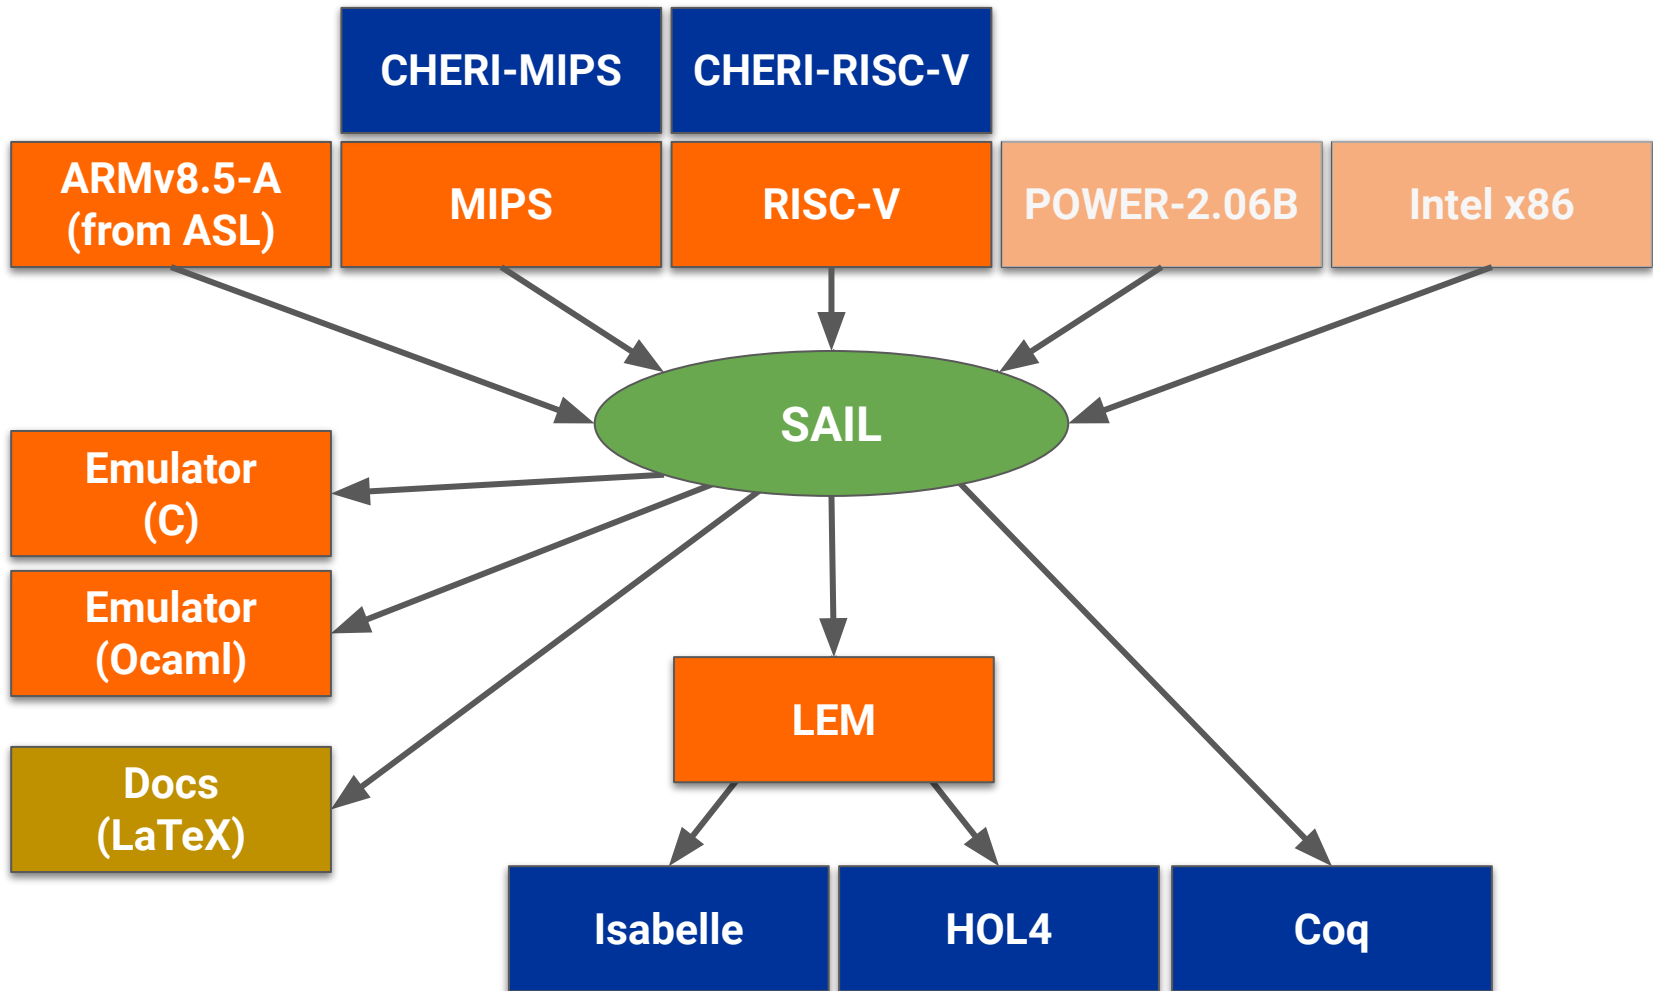 CHERI-MIPS
CHERI-RISC-V
ARMv8.5-A
(from ASL)
MIPS
RISC-V
POWER-2.06B
Intel x86
SAIL
Emulator
(C)
Emulator
(Ocaml)
LEM
Docs
(LaTeX)
Isabelle
HOL4
Coq